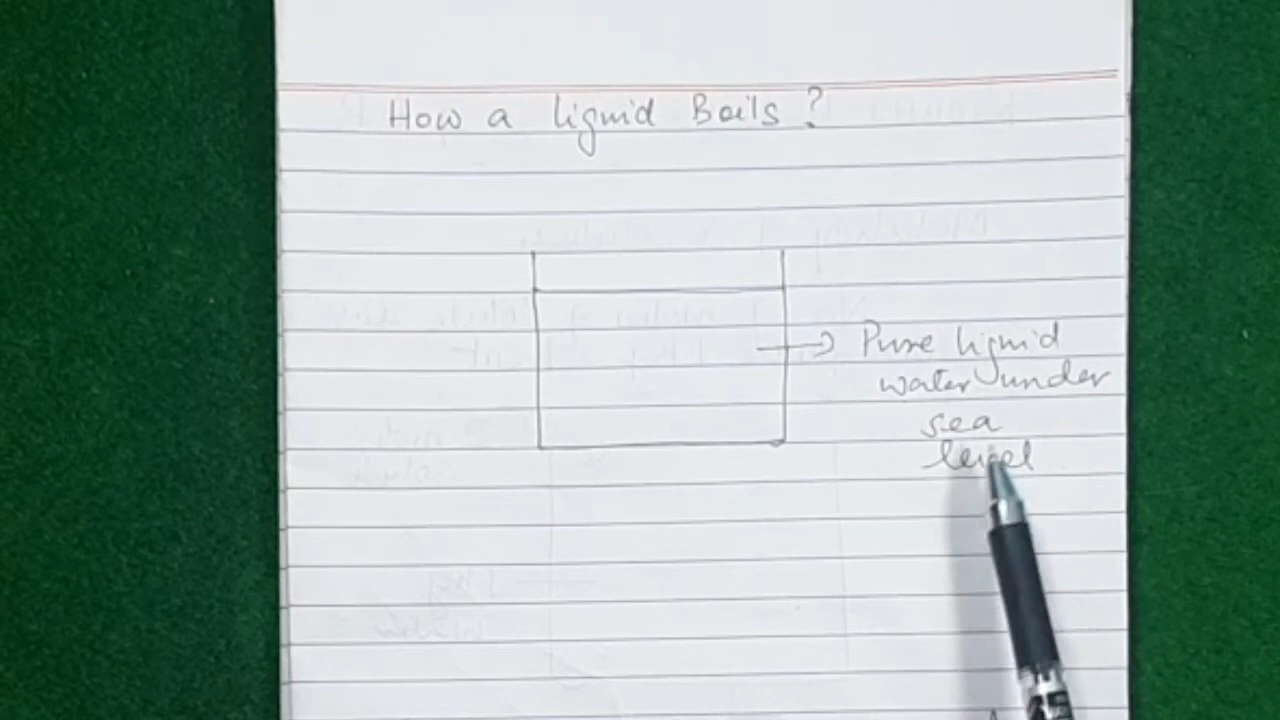 How a liquid Boils ?
Pure liquid
water under
sea
level